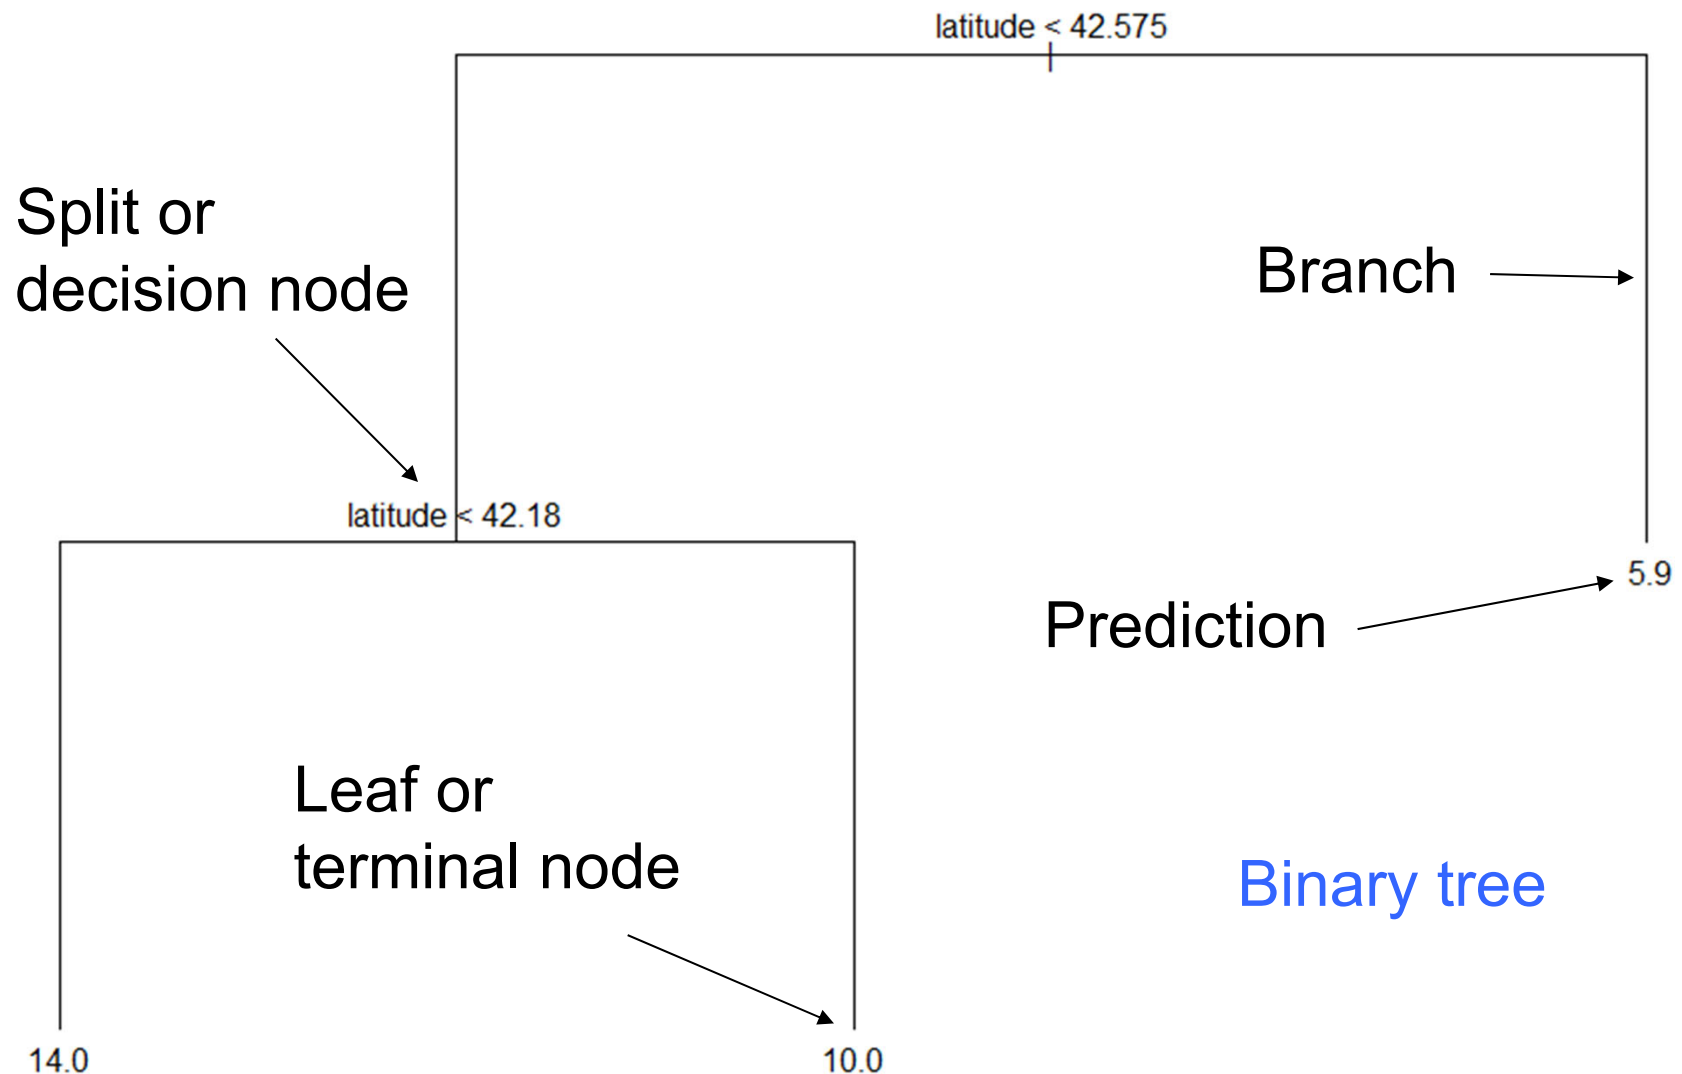 latitude < 42.575
Split or
decision node
Branch
latitude < 42.18
5.9
Prediction
Leaf or
terminal node
Binary tree
14.0
10.0